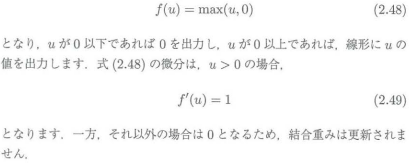 f(u) = max(u, 0) (2.48)
となり，u が 0 以下であれば 0 を出力し，u が 0 以上であれば，線形に u の
値を出力します．式 (2.48) の微分は，u > 0 の場合，
f′(u) = 1 (2.49)
となります．一方，それ以外の場合は 0 となるため，結合重みは更新されま
せん．